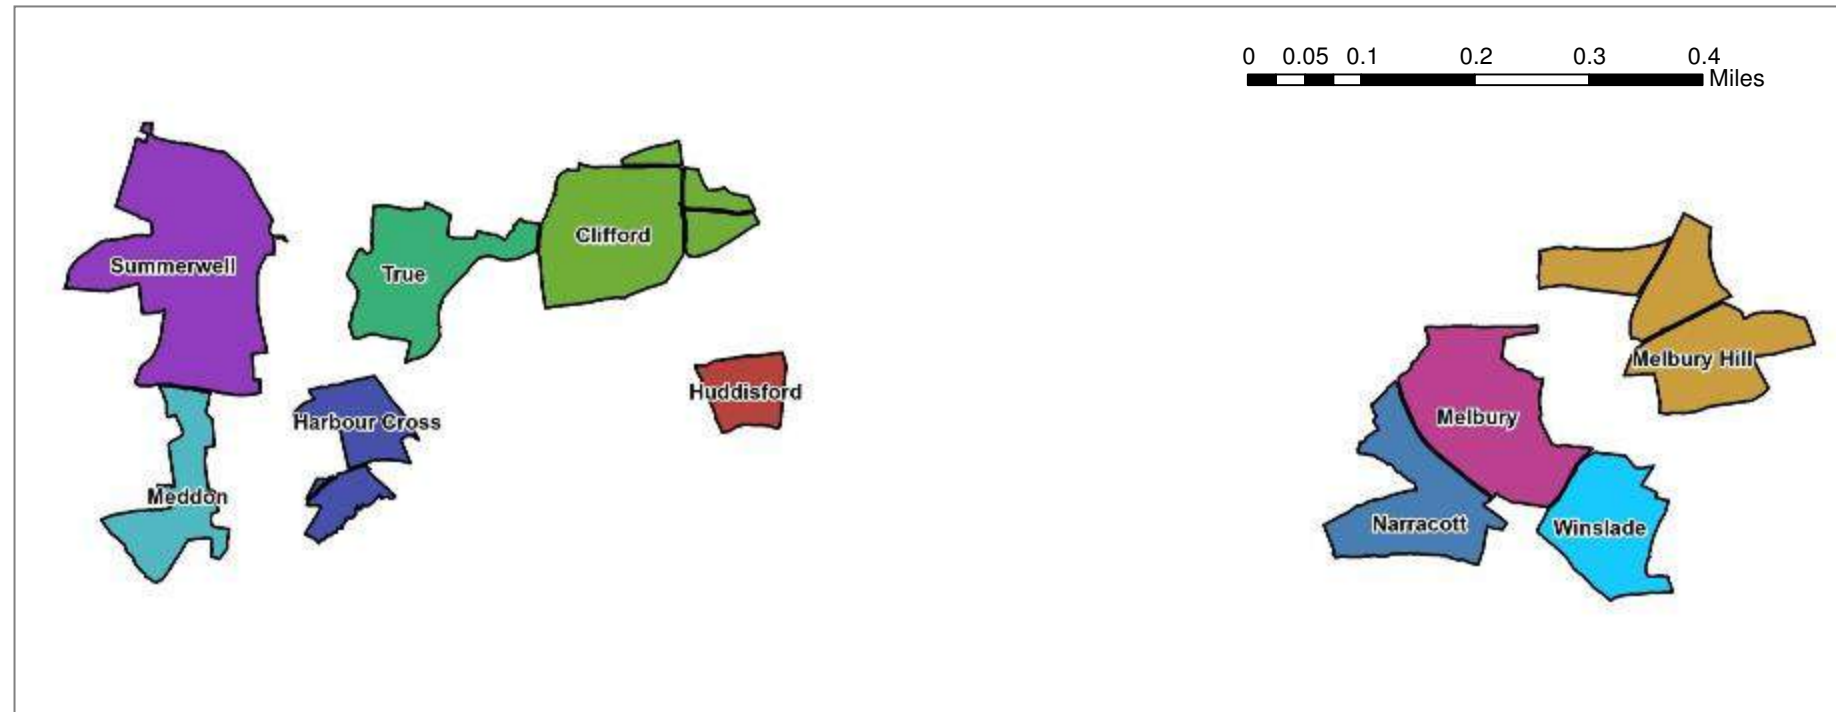 0 0.05 0.1 0.2 0.3 0.4
Miles
Clifford
Summerwell
True
Melbury Hill
Huddisford
Melbury
Harbour Cross
Meddon
Narracott
Winslade